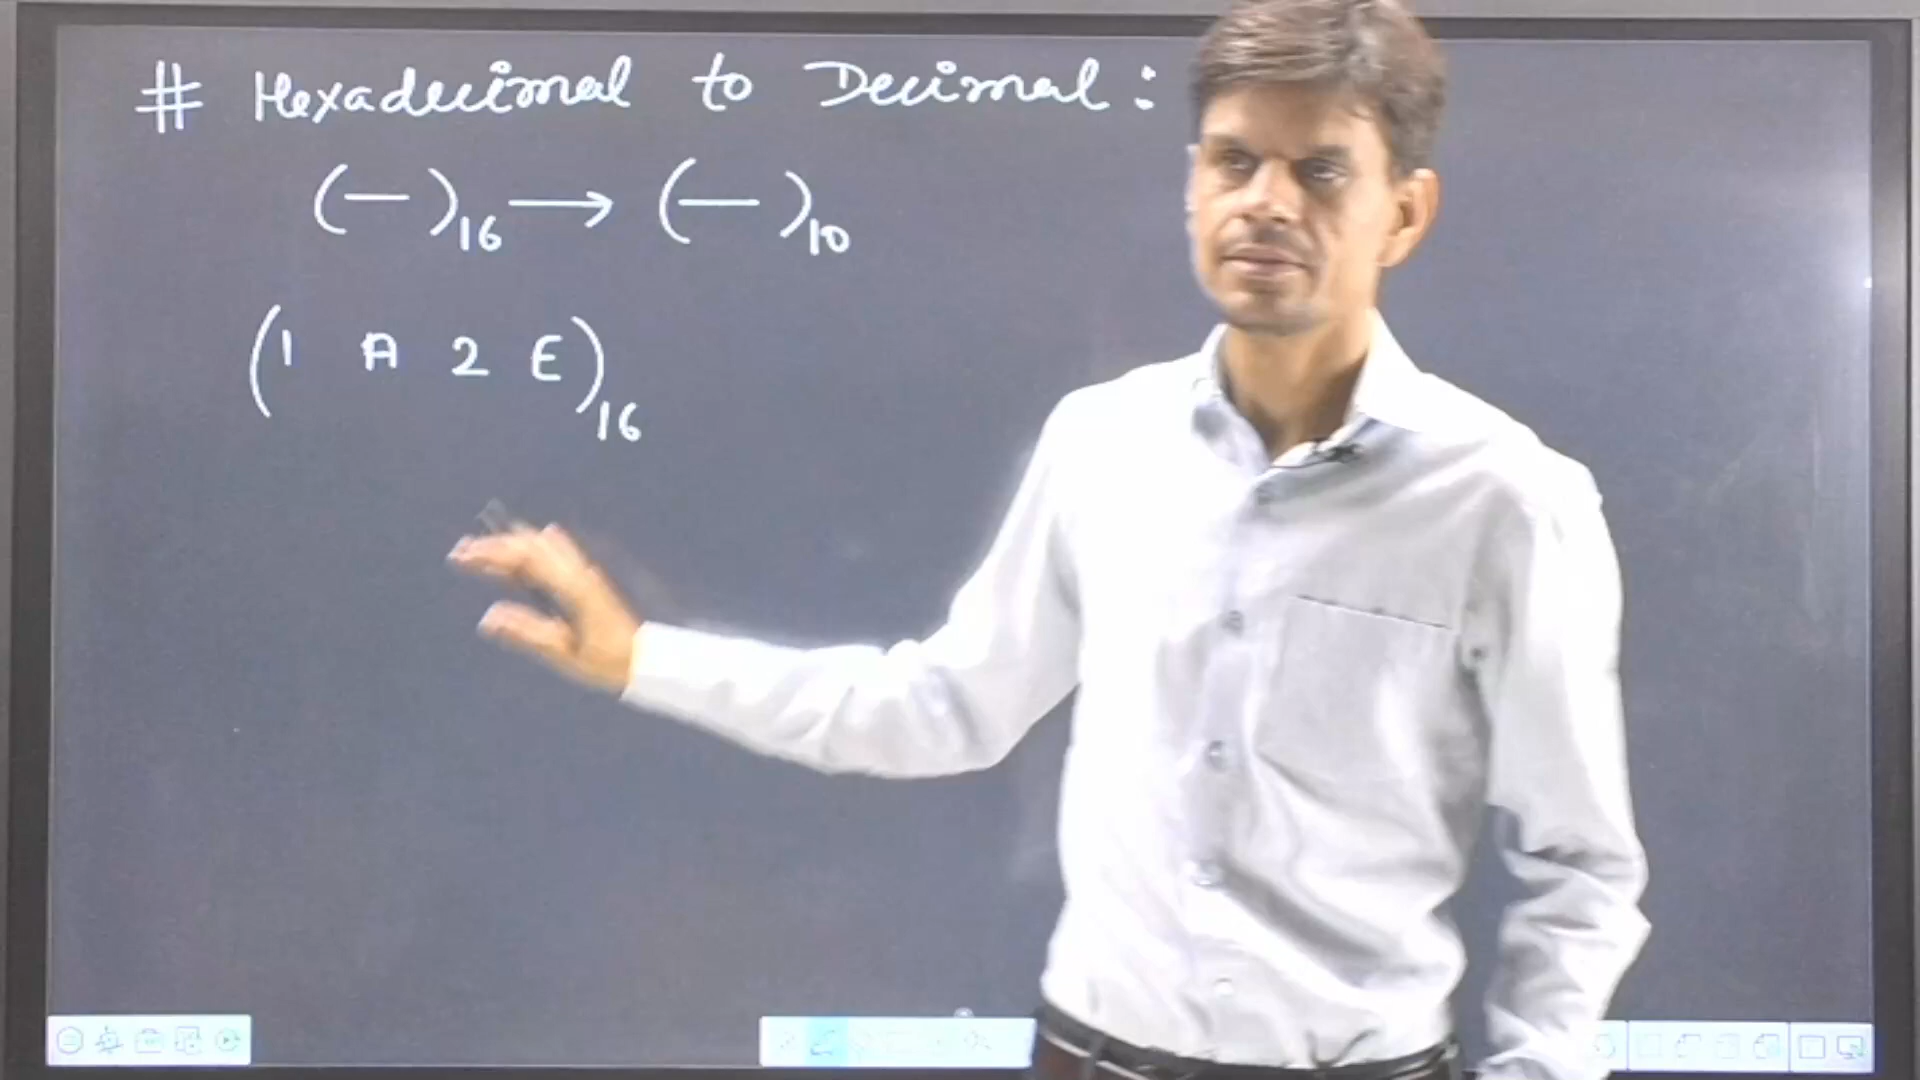 # Hexadecimal to Decimal :
(—)₁₆ → (—)₁₀
(1 A 2 E)₁₆